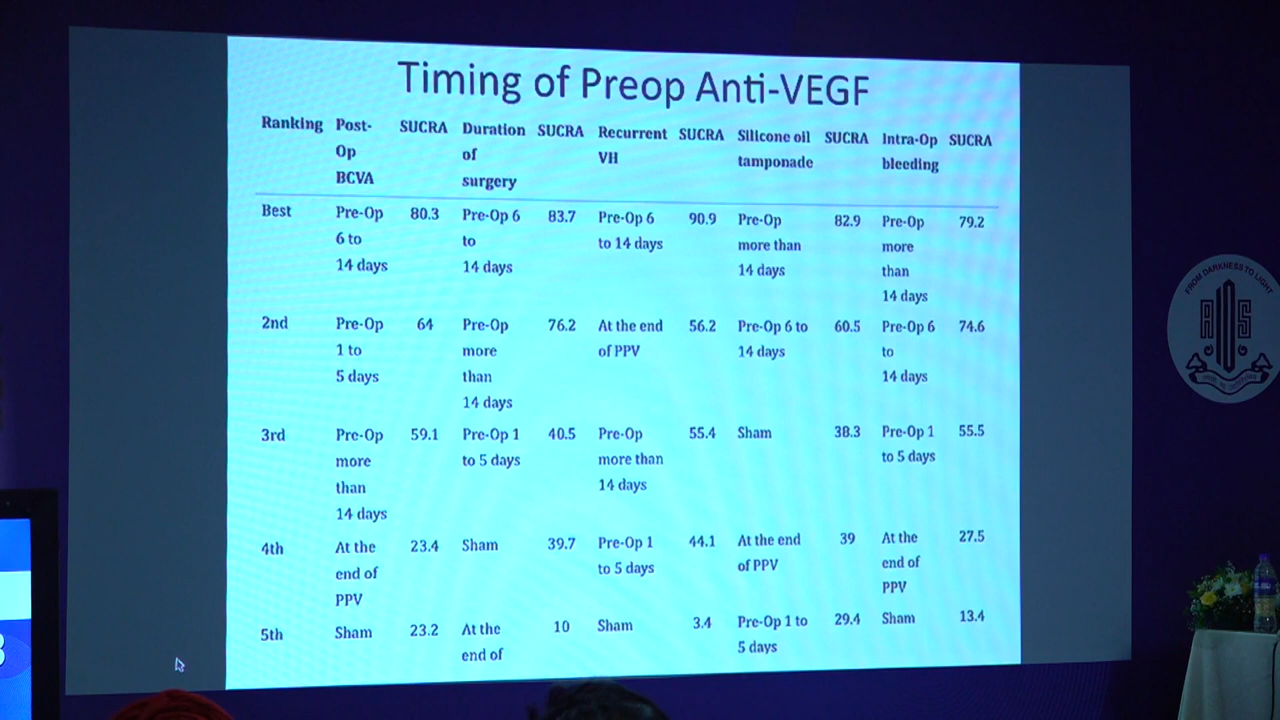 Timing of Preop Anti-VEGF
Ranking Post-Op BCVA SUCRA Duration of surgery SUCRA Recurrent VH SUCRA Silicone oil tamponade SUCRA Intra-Op bleeding SUCRA
Best Pre-Op 6 to 14 days 80.3 Pre-Op 6 to 14 days 83.7 Pre-Op 6 to 14 days 90.9 Pre-Op more than 14 days 82.9 Pre-Op more than 14 days 79.2
2nd Pre-Op 1 to 5 days 64 Pre-Op more than 14 days 76.2 At the end of PPV 56.2 Pre-Op 6 to 14 days 60.5 Pre-Op 6 to 14 days 74.6
3rd Pre-Op more than 14 days 59.1 Pre-Op 1 to 5 days 40.5 Pre-Op more than 14 days 55.4 Sham 38.3 Pre-Op 1 to 5 days 55.5
4th At the end of PPV 23.4 Sham 39.7 Pre-Op 1 to 5 days 44.1 At the end of PPV 39 At the end of PPV 27.5
5th Sham 23.2 At the end of 10 Sham 3.4 Pre-Op 1 to 5 days 29.4 Sham 13.4
FROM DARKNESS TO LIGHT
AIOS